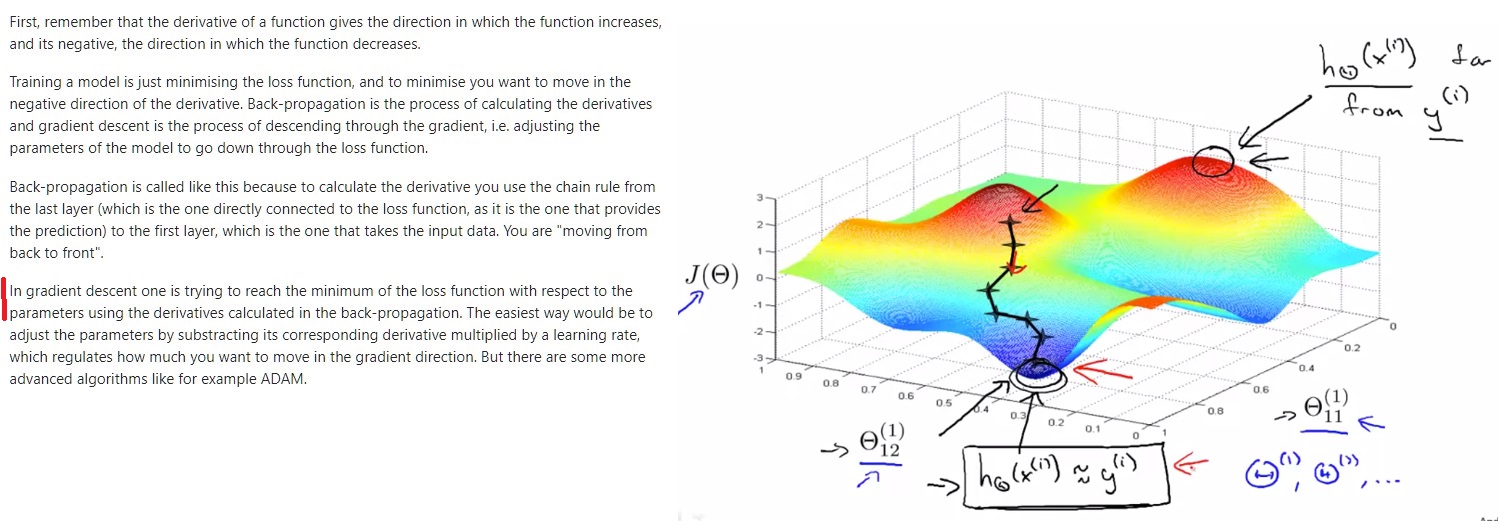 First, remember that the derivative of a function gives the direction in which the function increases,
and its negative, the direction in which the function decreases.
Training a model is just minimising the loss function, and to minimise you want to move in the
negative direction of the derivative. Back-propagation is the process of calculating the derivatives
and gradient descent is the process of descending through the gradient, i.e. adjusting the
parameters of the model to go down through the loss function.
Back-propagation is called like this because to calculate the derivative you use the chain rule from
the last layer (which is the one directly connected to the loss function, as it is the one that provides
the prediction) to the first layer, which is the one that takes the input data. You are "moving from
back to front".
In gradient descent one is trying to reach the minimum of the loss function with respect to the
parameters using the derivatives calculated in the back-propagation. The easiest way would be to
adjust the parameters by substracting its corresponding derivative multiplied by a learning rate,
which regulates how much you want to move in the gradient direction. But there are some more
advanced algorithms like for example ADAM.
hΘ(x⁽ⁱ⁾) far
from y⁽ⁱ⁾
3
2
1
J(Θ) 0
-1
-2
-3
1 0.9 0.8 0.7 0.6 0.5 0.4 0.3 0.2 0.1 0
1 0.8 0.6 0.4 0.2 0
Θ₁₁⁽¹⁾
Θ₁₂⁽¹⁾
hΘ(x⁽ⁱ⁾) ≈ y⁽ⁱ⁾
Θ⁽¹⁾, Θ⁽²⁾, ...